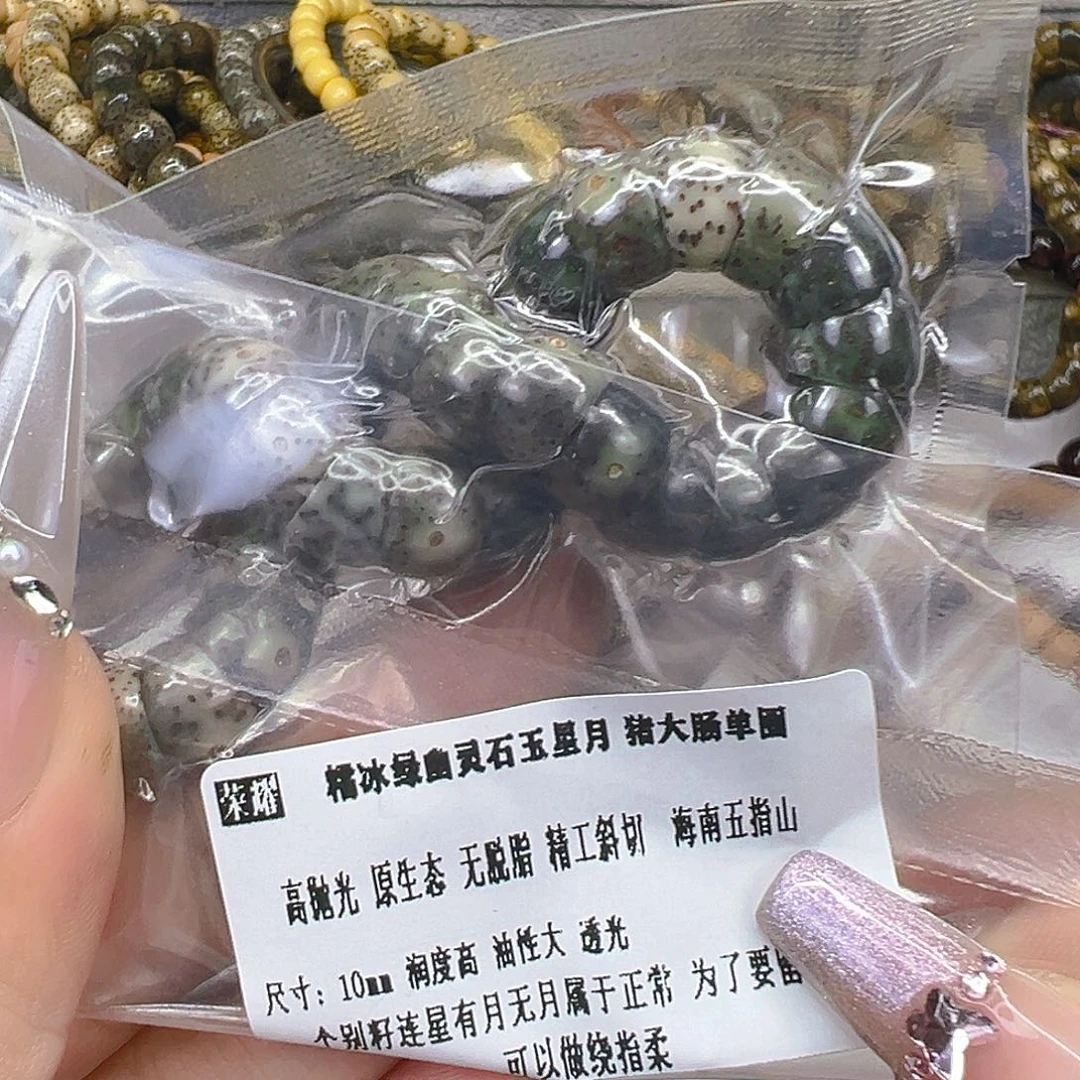 荣耀
橘冰绿幽灵石玉星月 猪大肠单圈
高抛光 原生态 无脱脂 精工斜切 海南五指山
尺寸：10mm 润度高 油性大 透光
个别籽连星有月无月属于正常 为了要留
可以做绕指柔